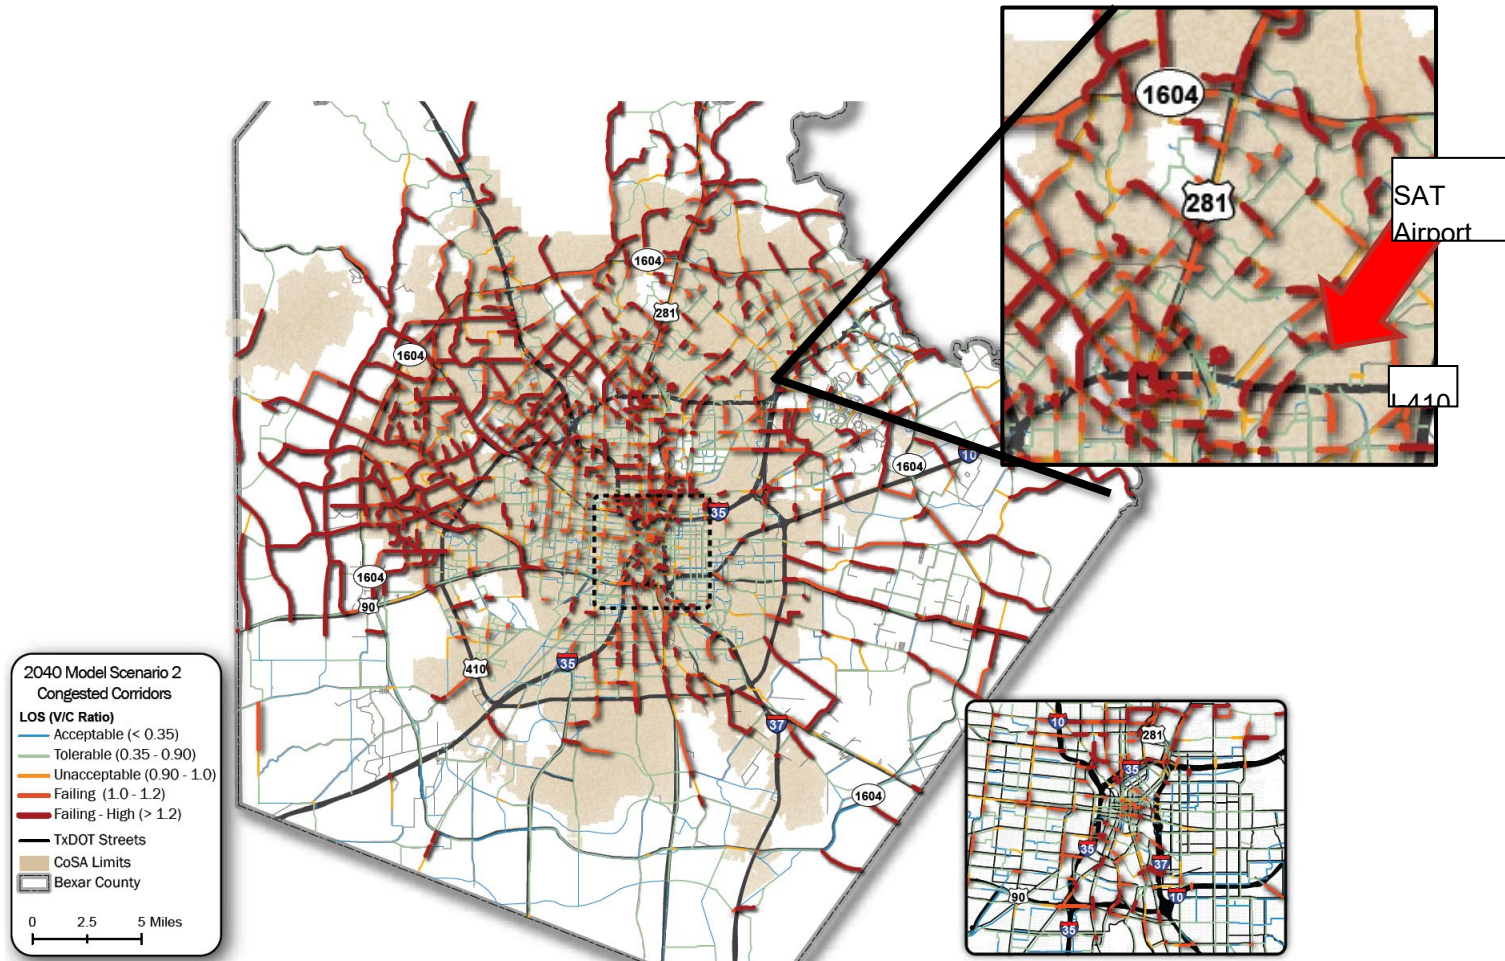 1604
281
SAT
Airport
L410
1604
281
1604
10
1604
35
1604
90
410
35
37
1604
2040 Model Scenario 2
Congested Corridors
LOS (V/C Ratio)
Acceptable (< 0.35)
Tolerable (0.35 - 0.90)
Unacceptable (0.90 - 1.0)
Failing (1.0 - 1.2)
Failing - High (> 1.2)
TxDOT Streets
CoSA Limits
Bexar County
0 2.5 5 Miles
10
281
35
35
37
90
10
35